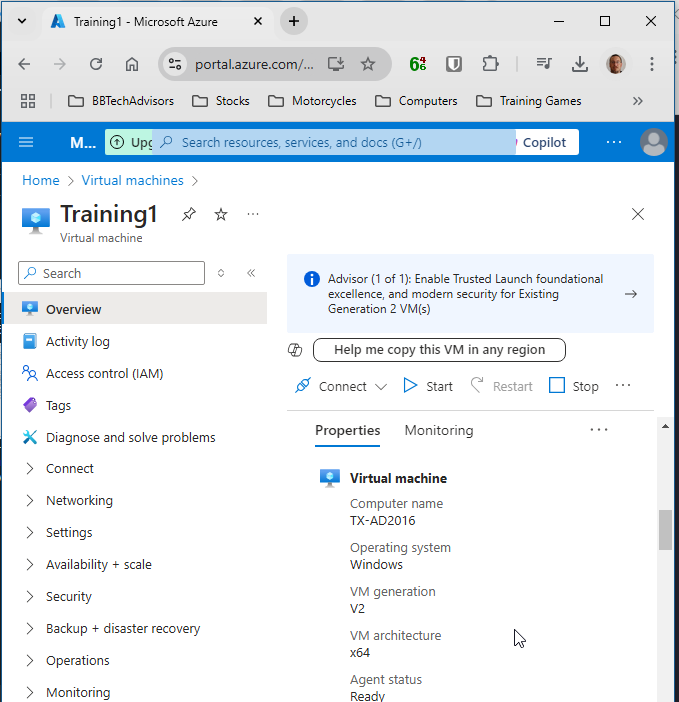 Training1 - Microsoft Azure
portal.azure.com/...
646
BBTechAdvisors
Stocks
Motorcycles
Computers
Training Games
M...
Upg
Search resources, services, and docs (G+/)
Copilot
Home > Virtual machines >
Training1
Virtual machine
Search
Overview
Activity log
Access control (IAM)
Tags
Diagnose and solve problems
Connect
Networking
Settings
Availability + scale
Security
Backup + disaster recovery
Operations
Monitoring
Advisor (1 of 1): Enable Trusted Launch foundational
excellence, and modern security for Existing
Generation 2 VM(s)
Help me copy this VM in any region
Connect
Start
Restart
Stop
Properties
Monitoring
Virtual machine
Computer name
TX-AD2016
Operating system
Windows
VM generation
V2
VM architecture
x64
Agent status
Ready